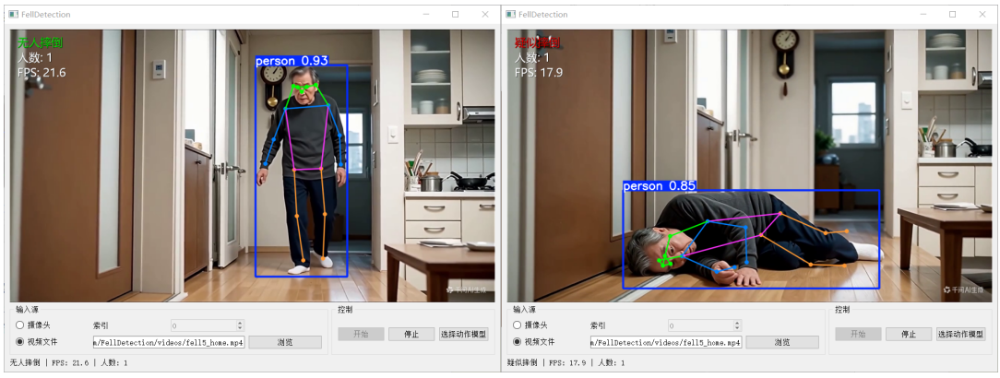 FellDetection
无人摔倒
人数: 1
FPS: 21.6
person 0.93
千问AI生成
输入源
摄像头
索引
0
视频文件
m/FellDetection/videos/fell5_home.mp4
浏览
控制
开始
停止
选择动作模型
无人摔倒 | FPS: 21.6 | 人数: 1
FellDetection
疑似摔倒
人数: 1
FPS: 17.9
person 0.85
千问AI生成
输入源
摄像头
索引
0
视频文件
m/FellDetection/videos/fell5_home.mp4
浏览
控制
开始
停止
选择动作模型
疑似摔倒 | FPS: 17.9 | 人数: 1